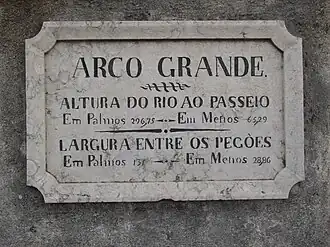 ARCO GRANDE.
ALTURA DO RIO AO PASSEIO
Em Palmos 296,75 -•- Em Metros 65,29
LARGURA ENTRE OS PEGÕES
Em Palmos 131 -•- Em Metros 28,86